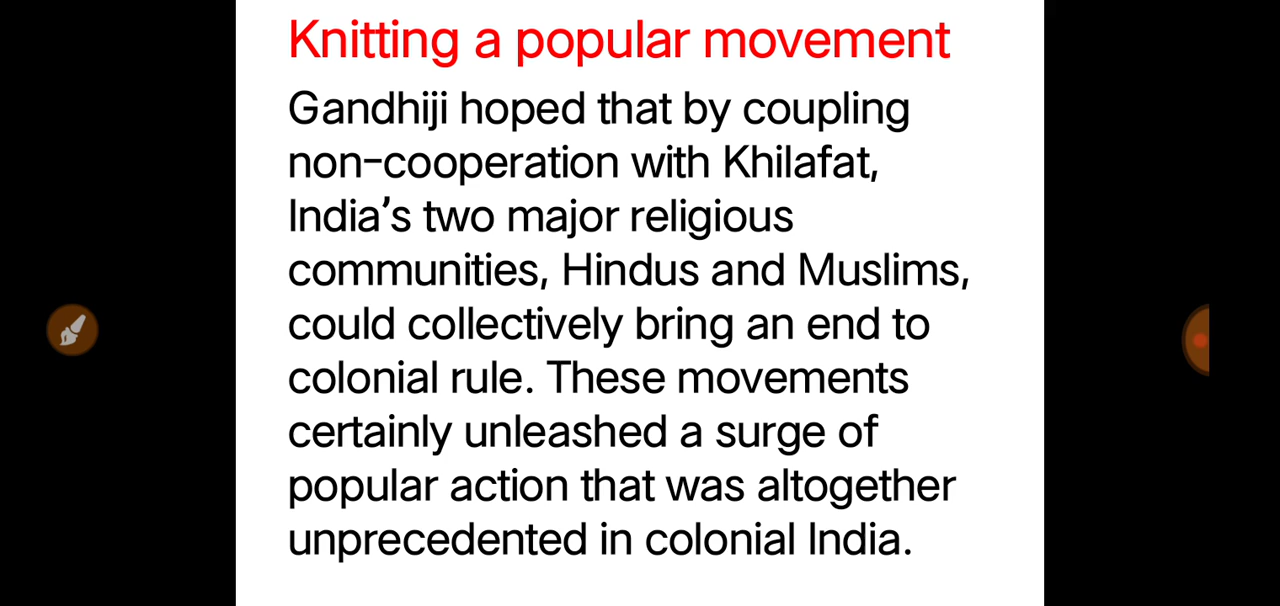 Knitting a popular movement
Gandhiji hoped that by coupling
non-cooperation with Khilafat,
India's two major religious
communities, Hindus and Muslims,
could collectively bring an end to
colonial rule. These movements
certainly unleashed a surge of
popular action that was altogether
unprecedented in colonial India.